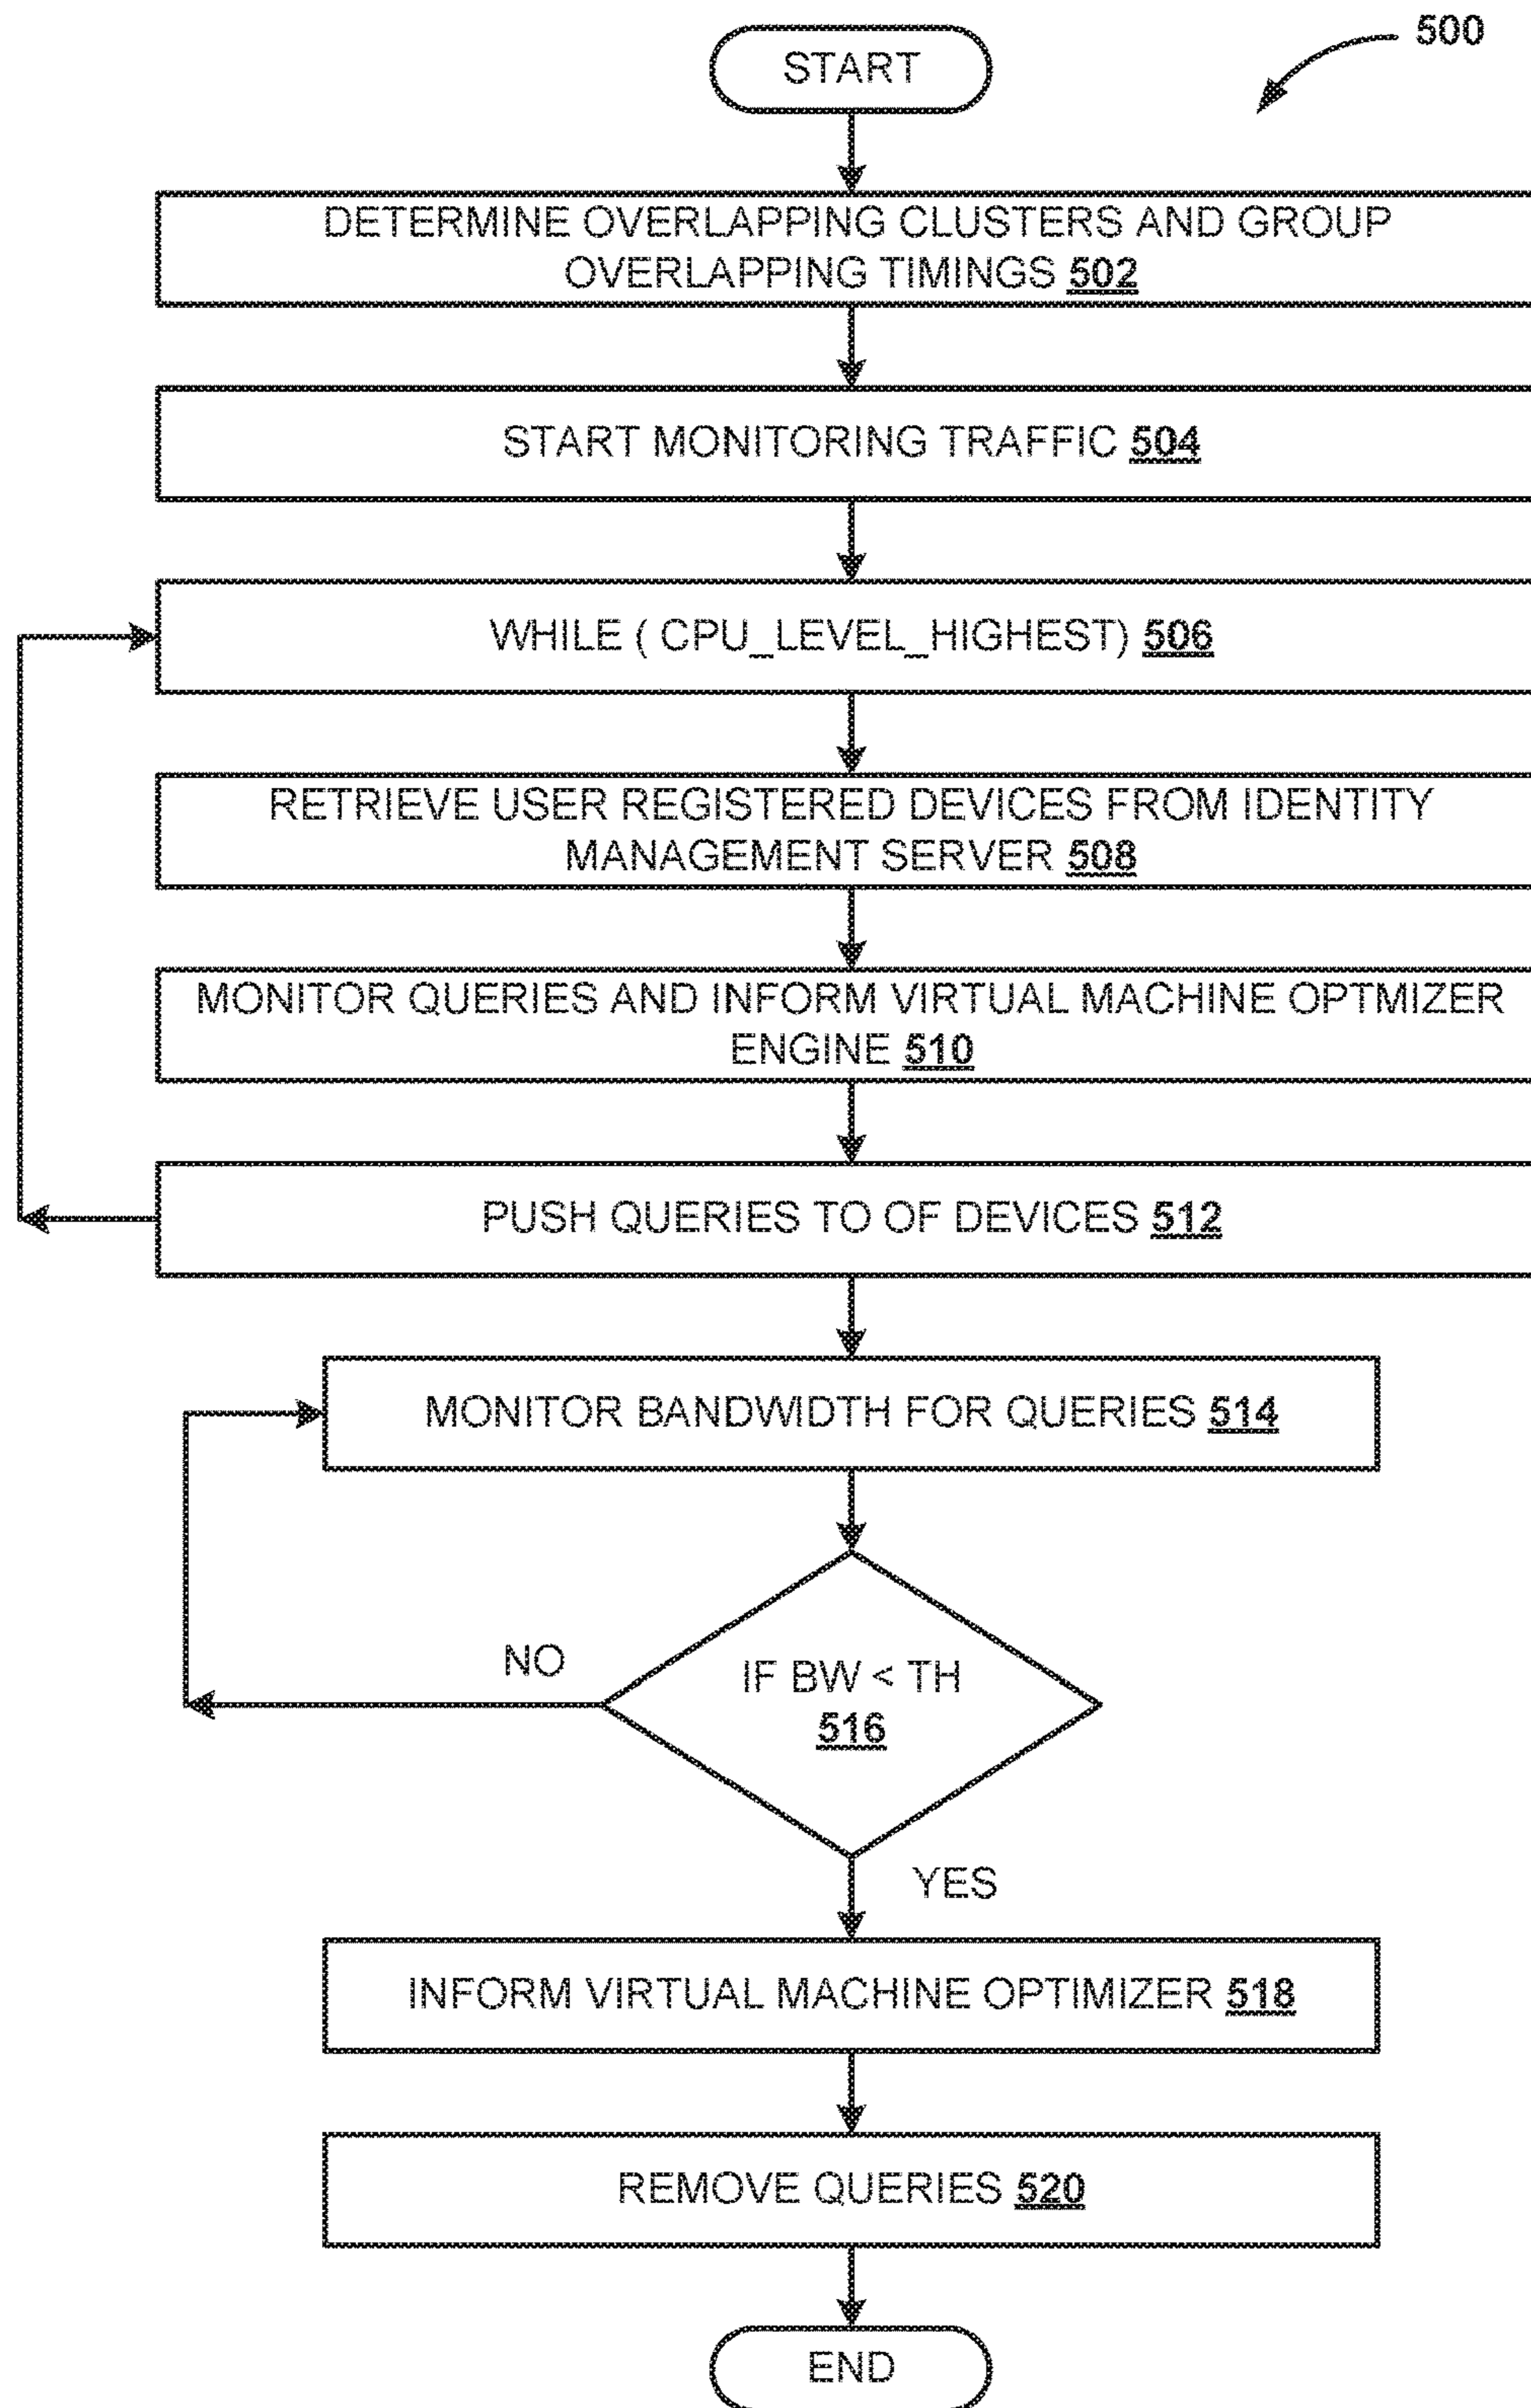 500
START
DETERMINE OVERLAPPING CLUSTERS AND GROUP
OVERLAPPING TIMINGS 502
START MONITORING TRAFFIC 504
WHILE ( CPU_LEVEL_HIGHEST) 506
RETRIEVE USER REGISTERED DEVICES FROM IDENTITY
MANAGEMENT SERVER 508
MONITOR QUERIES AND INFORM VIRTUAL MACHINE OPTMIZER
ENGINE 510
PUSH QUERIES TO OF DEVICES 512
MONITOR BANDWIDTH FOR QUERIES 514
NO
IF BW < TH
516
YES
INFORM VIRTUAL MACHINE OPTIMIZER 518
REMOVE QUERIES 520
END